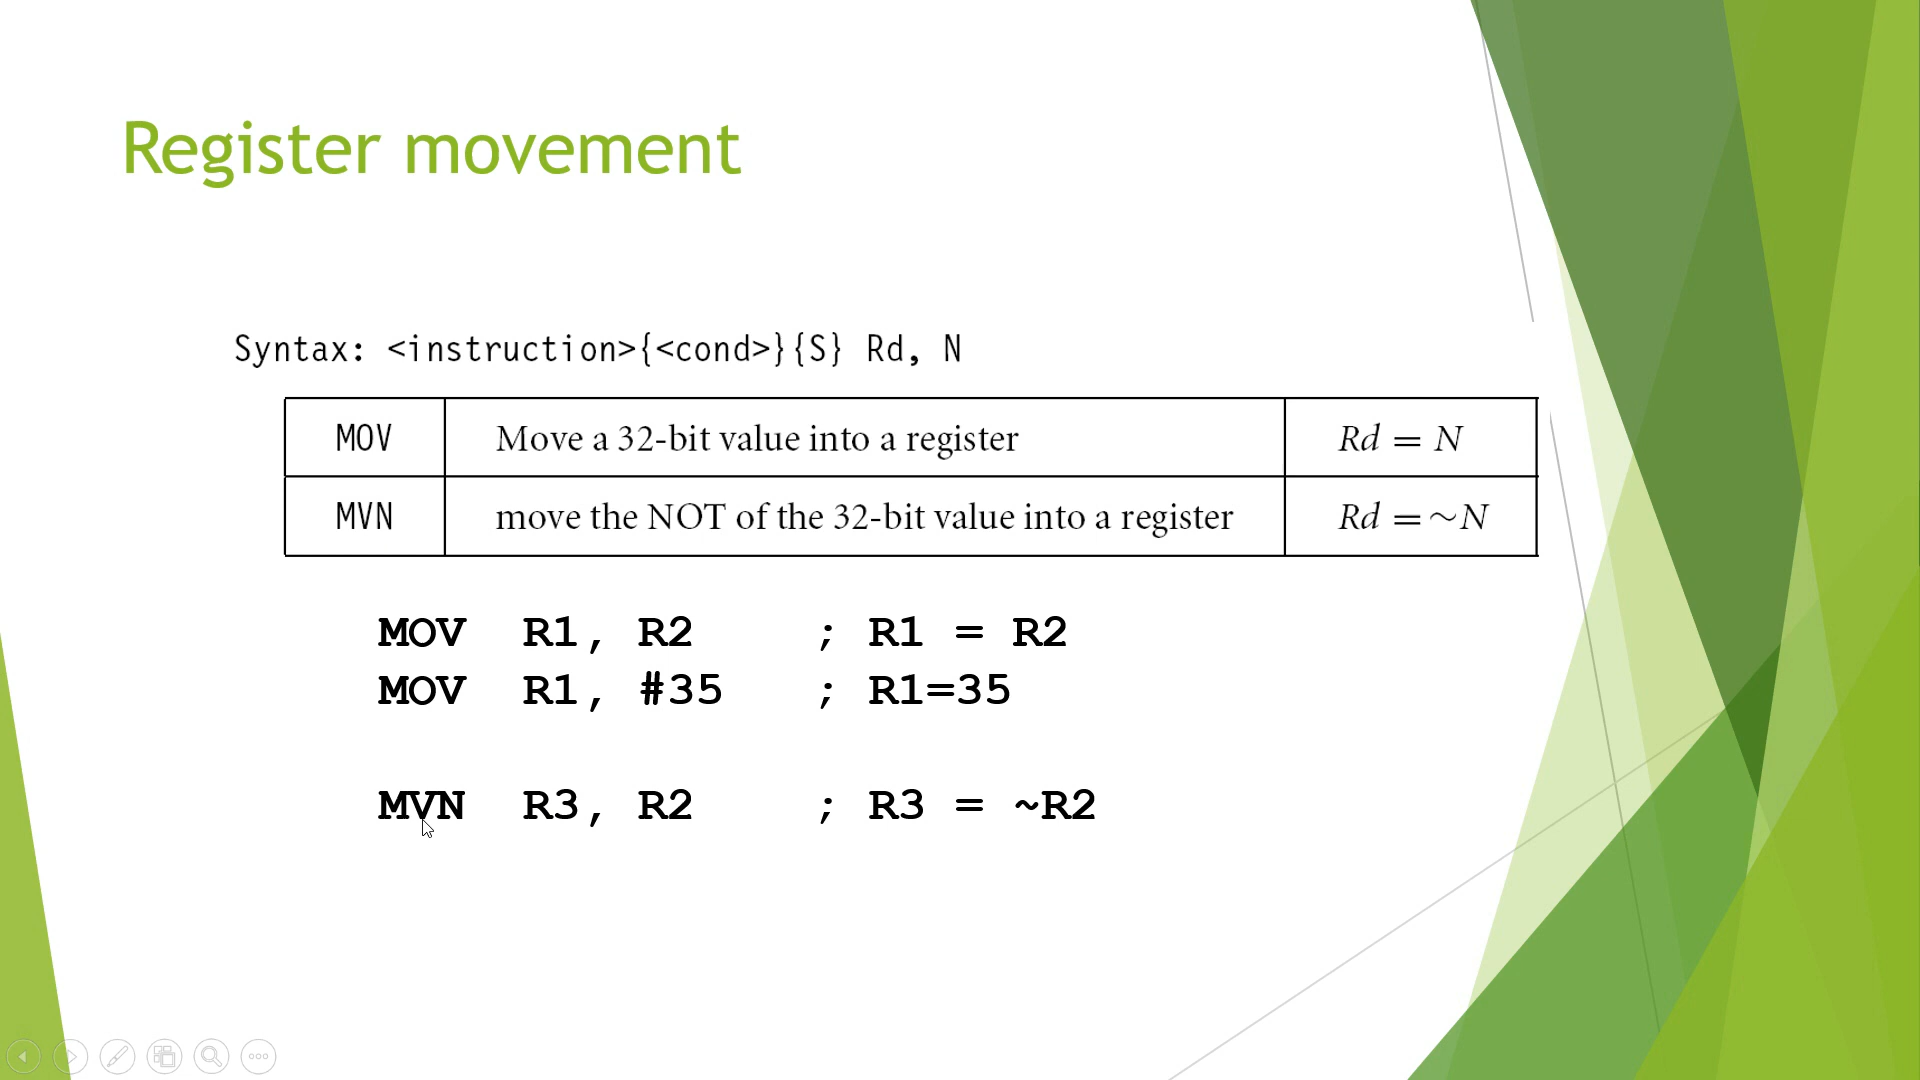 Register movement
Syntax: <instruction>{<cond>}{S} Rd, N
MOV Move a 32-bit value into a register Rd = N
MVN move the NOT of the 32-bit value into a register Rd =~N
MOV R1, R2 ; R1 = R2
MOV R1, #35 ; R1=35
MVN R3, R2 ; R3 = ~R2